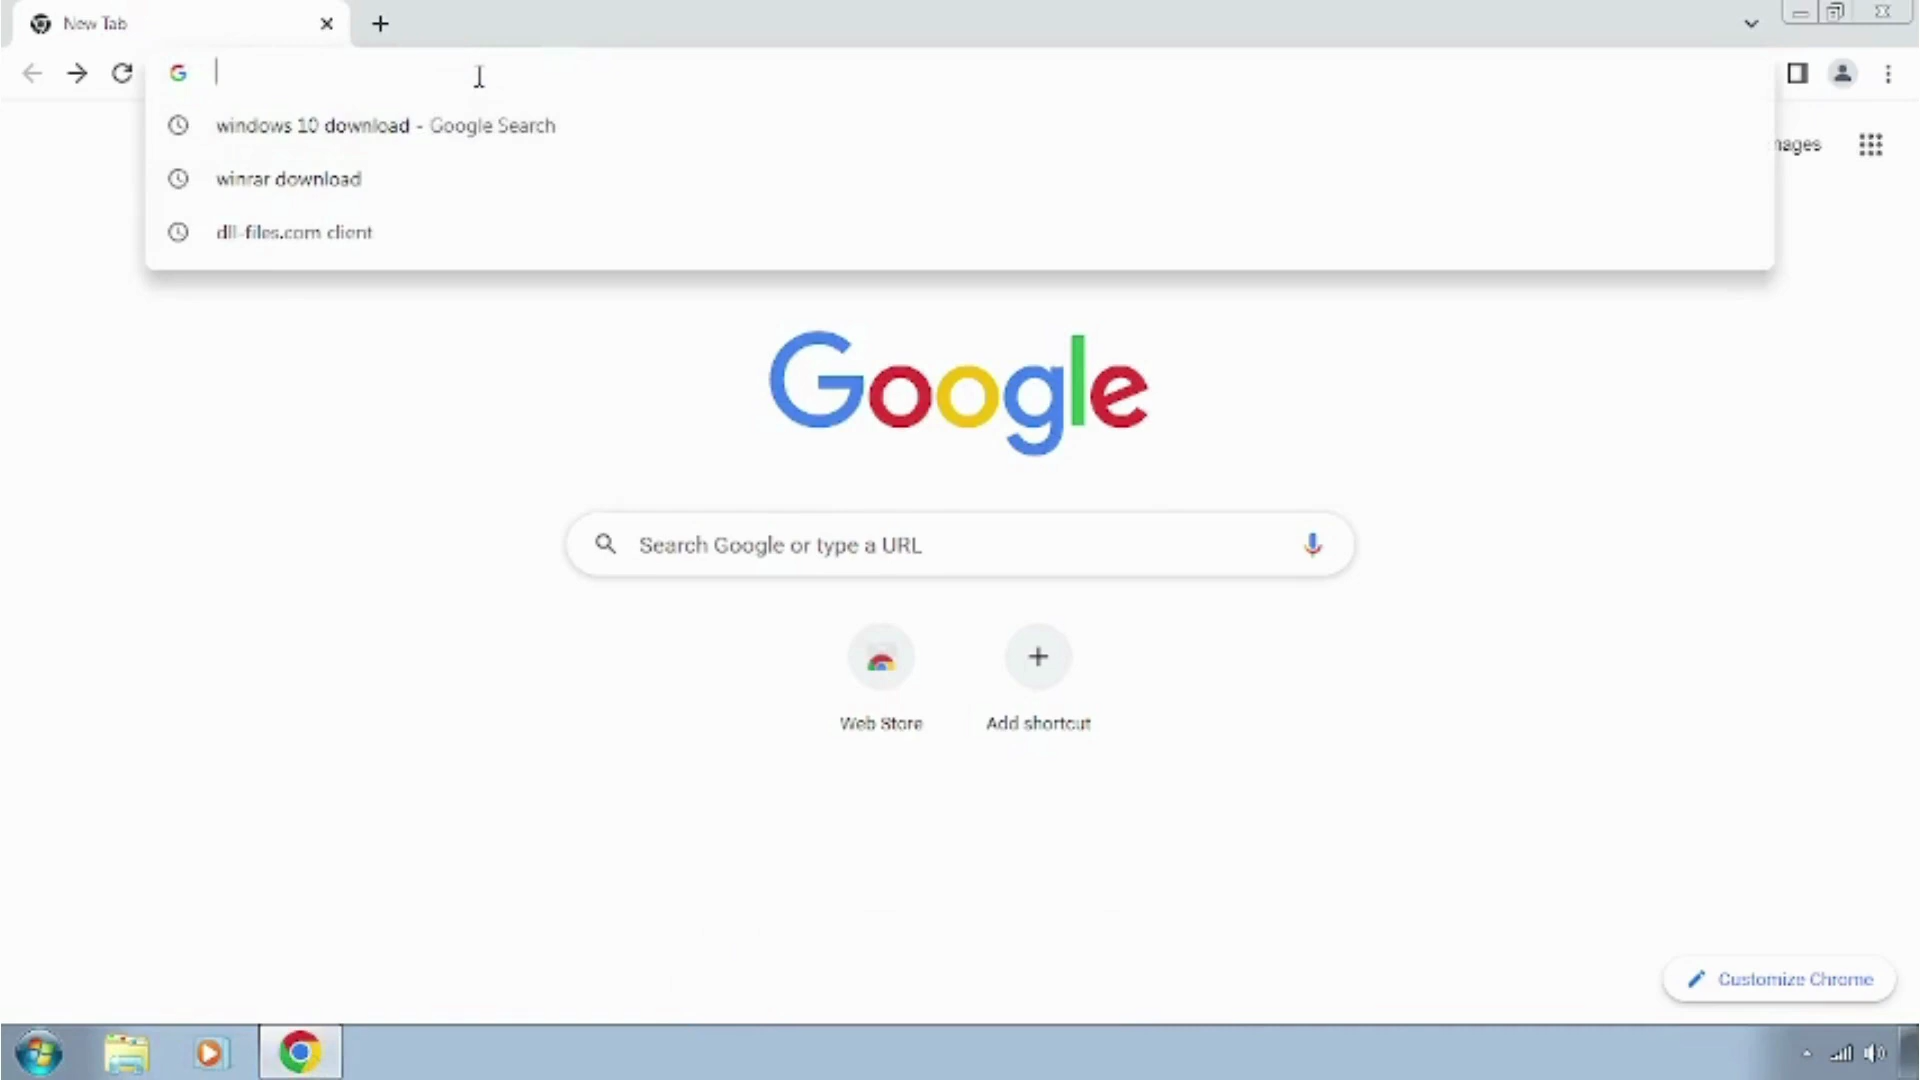 New Tab
windows 10 download - Google Search
mages
winrar download
dll-files.com client
Google
Search Google or type a URL
Web Store
Add shortcut
Customize Chrome